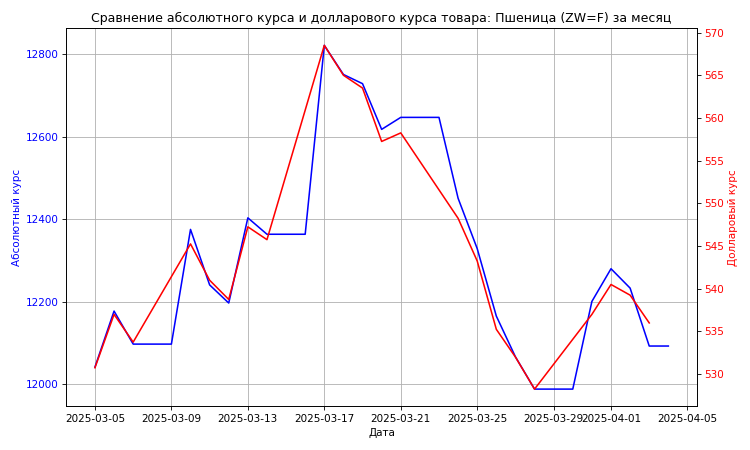 Сравнение абсолютного курса и долларового курса товара: Пшеница (ZW=F) за месяц
Абсолютный курс
12800
12600
12400
12200
12000
570
565
560
555
550
545
540
535
530
Долларовый курс
2025-03-05 2025-03-09 2025-03-13 2025-03-17 2025-03-21 2025-03-25 2025-03-29 2025-04-01 2025-04-05
Дата